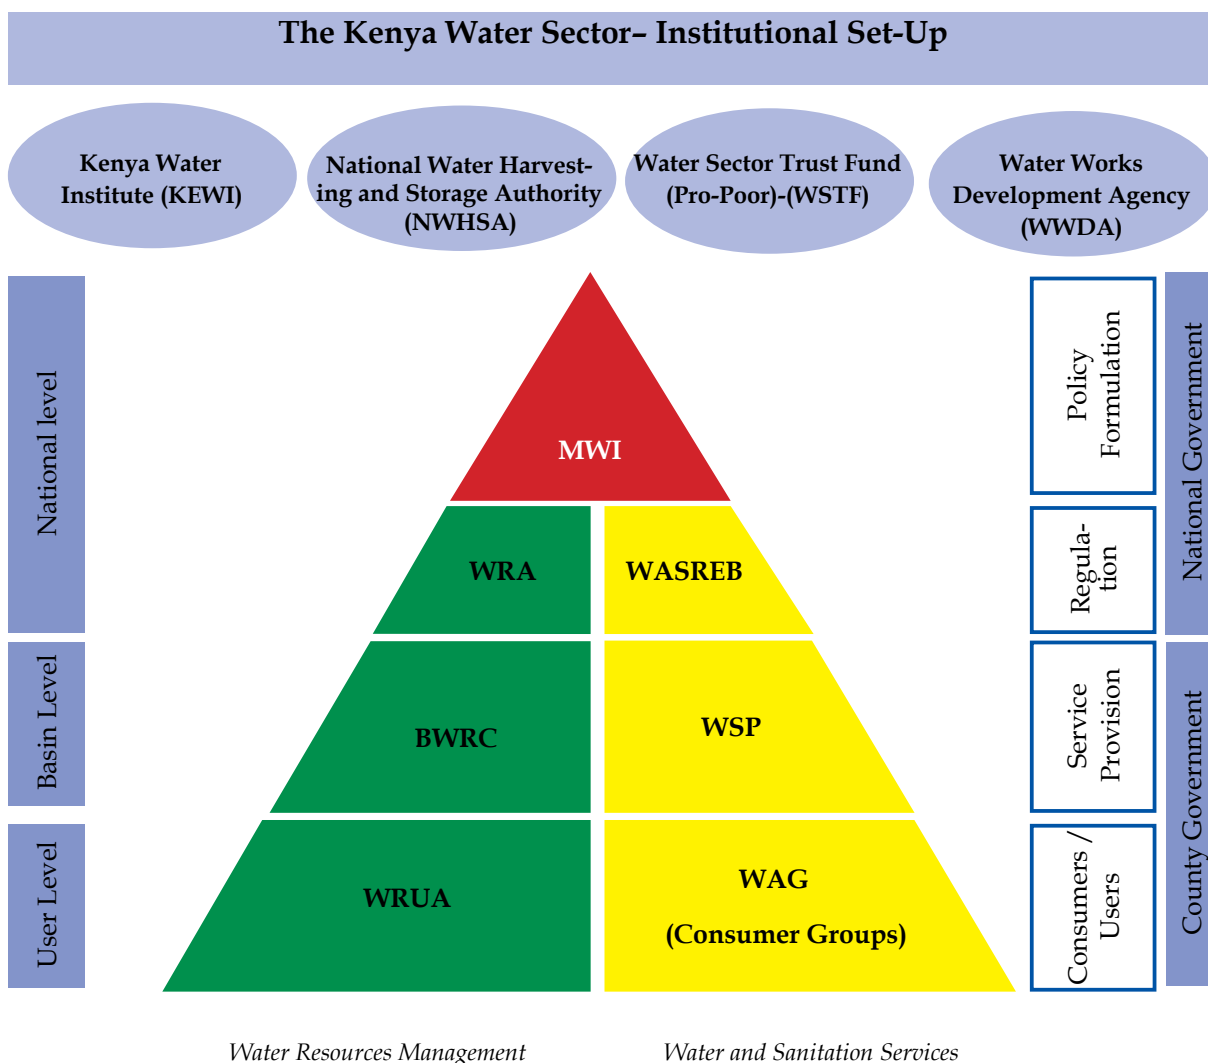 The Kenya Water Sector– Institutional Set-Up
Kenya Water
Institute (KEWI)
National Water Harvest-
ing and Storage Authority
(NWHSA)
Water Sector Trust Fund
(Pro-Poor)-(WSTF)
Water Works
Development Agency
(WWDA)
National level
Basin Level
User Level
MWI
WRA
WASREB
BWRC
WSP
WRUA
WAG
(Consumer Groups)
Policy
Formulation
Regula-
tion
Service
Provision
Consumers /
Users
National Government
County Government
Water Resources Management
Water and Sanitation Services